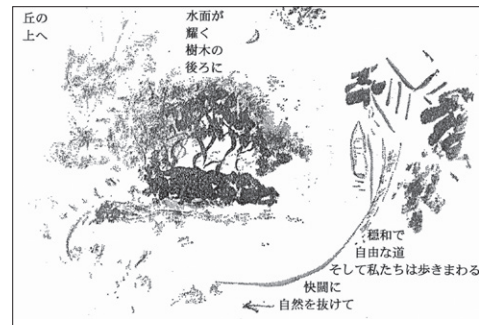 丘の
上へ
水面が
耀く
樹木の
後ろに
穏和で
自由な道
そして私たちは歩きまわる
快闊に
自然を抜けて